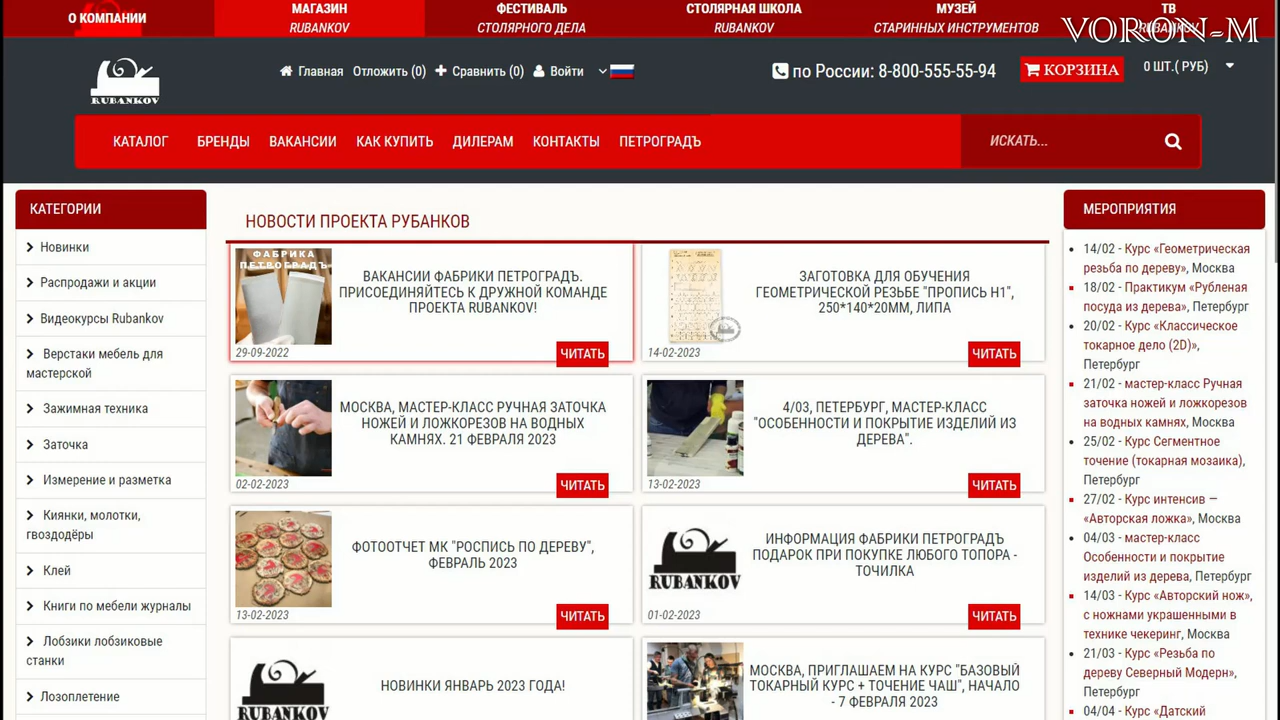 О КОМПАНИИ
МАГАЗИН
RUBANKOV
ФЕСТИВАЛЬ
СТОЛЯРНОГО ДЕЛА
СТОЛЯРНАЯ ШКОЛА
RUBANKOV
МУЗЕЙ
СТАРИННЫХ ИНСТРУМЕНТОВ
ТВ
VORON-M
RUBANKOV
Главная Отложить (0) Сравнить (0) Войти
по России: 8-800-555-55-94
КОРЗИНА
0 ШТ.( РУБ)
КАТАЛОГ БРЕНДЫ ВАКАНСИИ КАК КУПИТЬ ДИЛЕРАМ КОНТАКТЫ ПЕТРОГРАДЪ
ИСКАТЬ...
КАТЕГОРИИ
Новинки
Распродажи и акции
Видеокурсы Rubankov
Верстаки мебель для
мастерской
Зажимная техника
Заточка
Измерение и разметка
Киянки, молотки,
гвоздодёры
Клей
Книги по мебели журналы
Лобзики лобзиковые
станки
Лозоплетение
НОВОСТИ ПРОЕКТА РУБАНКОВ
ФАБРИКА
ПЕТРОГРАДЪ
ВАКАНСИИ ФАБРИКИ ПЕТРОГРАДЪ.
ПРИСОЕДИНЯЙТЕСЬ К ДРУЖНОЙ КОМАНДЕ
ПРОЕКТА RUBANKOV!
29-09-2022
ЧИТАТЬ
ЗАГОТОВКА ДЛЯ ОБУЧЕНИЯ
ГЕОМЕТРИЧЕСКОЙ РЕЗЬБЕ "ПРОПИСЬ Н1",
250*140*20ММ, ЛИПА
14-02-2023
ЧИТАТЬ
МОСКВА, МАСТЕР-КЛАСС РУЧНАЯ ЗАТОЧКА
НОЖЕЙ И ЛОЖКОРЕЗОВ НА ВОДНЫХ
КАМНЯХ. 21 ФЕВРАЛЯ 2023
02-02-2023
ЧИТАТЬ
4/03, ПЕТЕРБУРГ, МАСТЕР-КЛАСС
"ОСОБЕННОСТИ И ПОКРЫТИЕ ИЗДЕЛИЙ ИЗ
ДЕРЕВА".
13-02-2023
ЧИТАТЬ
ФОТООТЧЕТ МК "РОСПИСЬ ПО ДЕРЕВУ",
ФЕВРАЛЬ 2023
13-02-2023
ЧИТАТЬ
RUBANKOV
ИНФОРМАЦИЯ ФАБРИКИ ПЕТРОГРАДЪ
ПОДАРОК ПРИ ПОКУПКЕ ЛЮБОГО ТОПОРА -
ТОЧИЛКА
01-02-2023
ЧИТАТЬ
RUBANKOV
НОВИНКИ ЯНВАРЬ 2023 ГОДА!
МОСКВА, ПРИГЛАШАЕМ НА КУРС "БАЗОВЫЙ
ТОКАРНЫЙ КУРС + ТОЧЕНИЕ ЧАШ", НАЧАЛО
- 7 ФЕВРАЛЯ 2023
МЕРОПРИЯТИЯ
14/02 - Курс «Геометрическая
резьба по дереву», Москва
18/02 - Практикум «Рубленая
посуда из дерева», Петербург
20/02 - Курс «Классическое
токарное дело (2D)»,
Петербург
21/02 - мастер-класс Ручная
заточка ножей и ложкорезов
на водных камнях, Москва
25/02 - Курс Сегментное
точение (токарная мозаика),
Петербург
27/02 - Курс интенсив —
«Авторская ложка», Москва
04/03 - мастер-класс
Особенности и покрытие
изделий из дерева, Петербург
14/03 - Курс «Авторский нож»,
с ножнами украшенными в
технике чекеринг, Москва
21/03 - Курс «Резьба по
дереву Северный Модерн»,
Петербург
04/04 - Курс «Датский